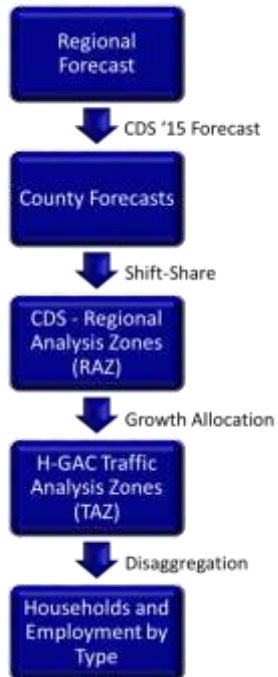 Regional
Forecast
CDS '15 Forecast
County Forecasts
Shift-Share
CDS - Regional
Analysis Zones
(RAZ)
Growth Allocation
H-GAC Traffic
Analysis Zones
(TAZ)
Disaggregation
Households and
Employment by
Type